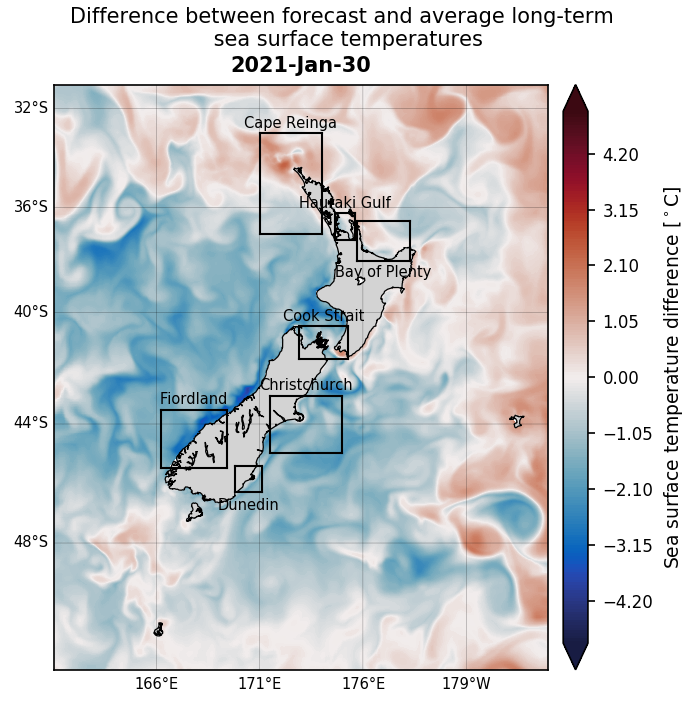 Difference between forecast and average long-term
sea surface temperatures
2021-Jan-30
32°S
36°S
40°S
44°S
48°S
Cape Reinga
Hauraki Gulf
Bay of Plenty
Cook Strait
Christchurch
Fiordland
Dunedin
166°E
171°E
176°E
179°W
4.20
3.15
2.10
1.05
0.00
−1.05
−2.10
−3.15
−4.20
Sea surface temperature difference [°C]